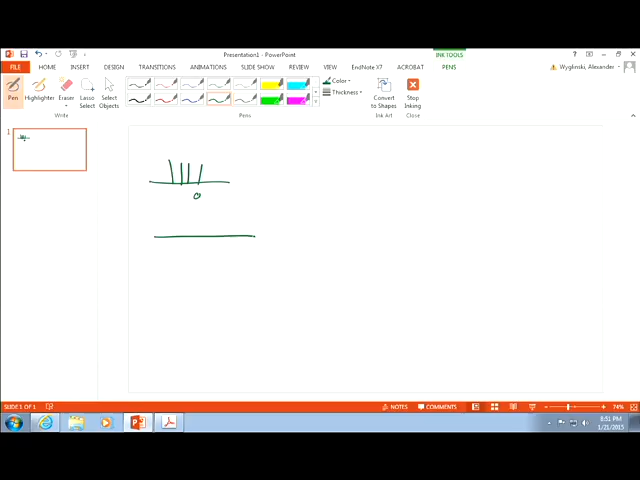 Presentation1 - PowerPoint
INK TOOLS
FILE HOME INSERT DESIGN TRANSITIONS ANIMATIONS SLIDE SHOW REVIEW VIEW EndNote X7 ACROBAT PENS
Wyglinski, Alexander
Pen Highlighter Eraser Lasso Select Select Objects
Color
Thickness
Convert to Shapes
Stop Inking
Write Pens Ink Art Close
1
0
SLIDE 1 OF 1 NOTES COMMENTS 74%
8:51 PM
1/21/2015